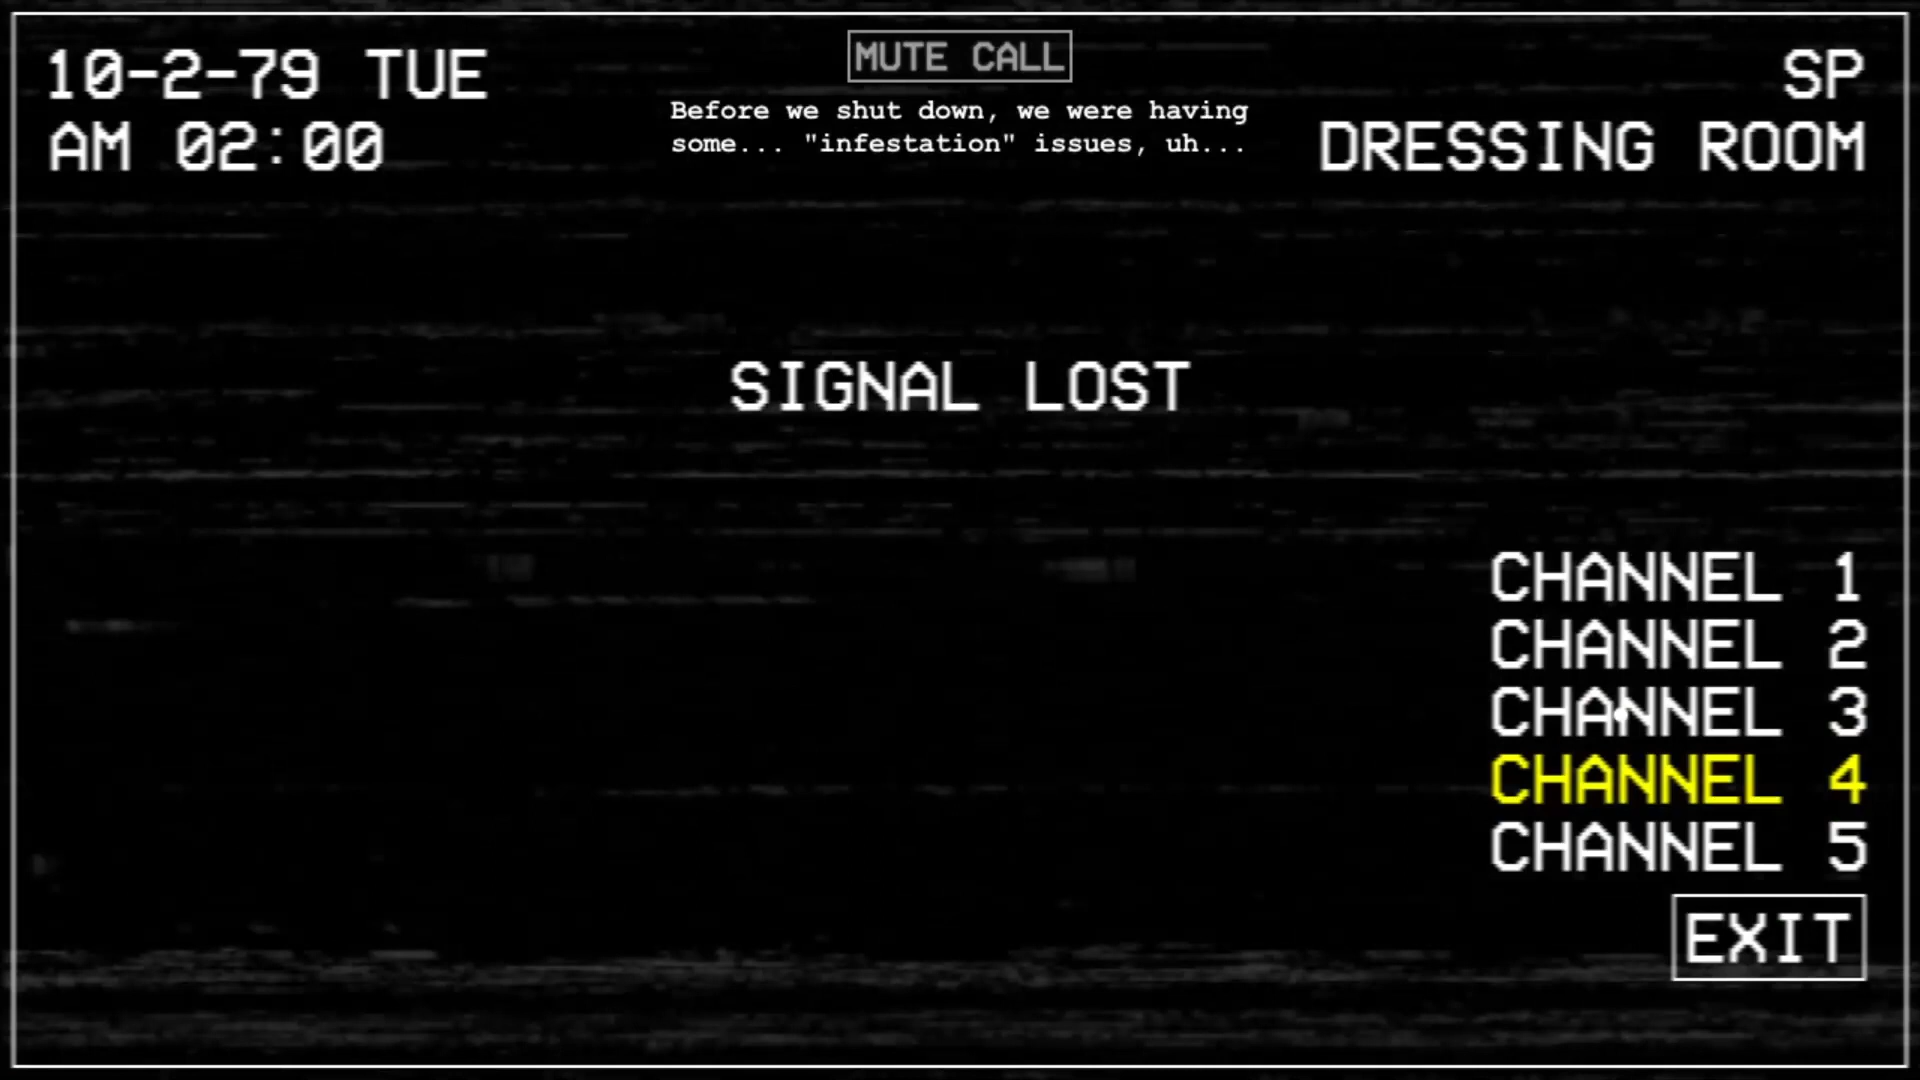 10-2-79 TUE
AM 02:00
MUTE CALL
Before we shut down, we were having
some... "infestation" issues, uh...
SP
DRESSING ROOM
SIGNAL LOST
CHANNEL 1
CHANNEL 2
CHANNEL 3
CHANNEL 4
CHANNEL 5
EXIT